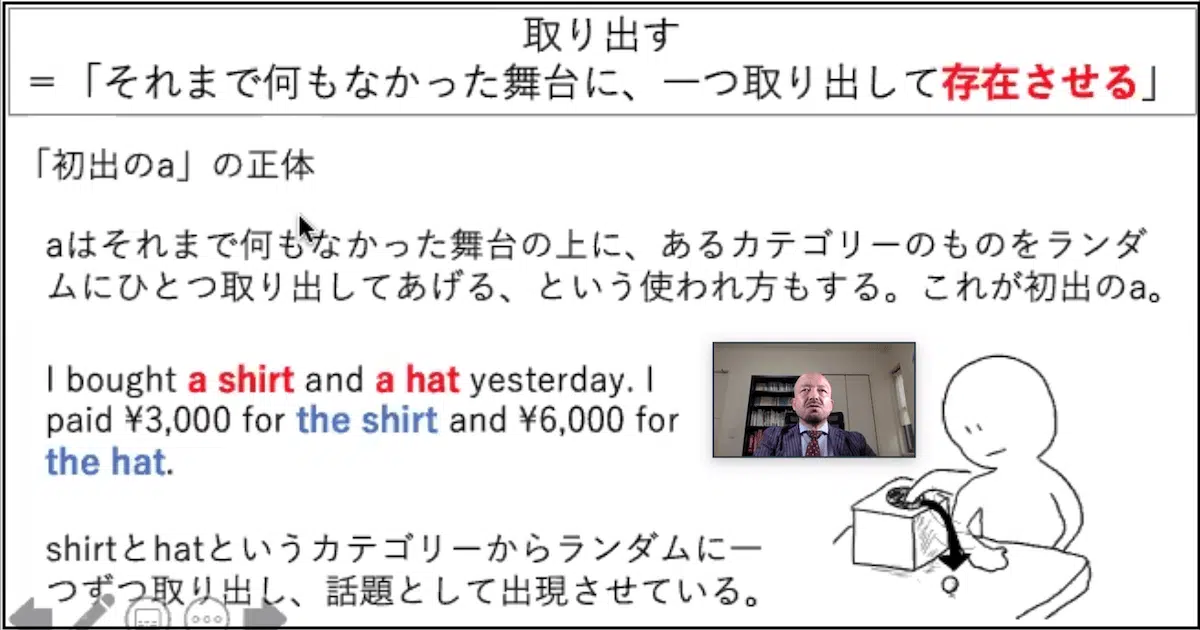 取り出す
＝「それまで何もなかった舞台に、一つ取り出して存在させる」
「初出のa」の正体
aはそれまで何もなかった舞台の上に、あるカテゴリーのものをランダ
ムにひとつ取り出してあげる、という使われ方もする。これが初出のa。
I bought a shirt and a hat yesterday. I
paid ¥3,000 for the shirt and ¥6,000 for
the hat.
shirtとhatというカテゴリーからランダムに一
つずつ取り出し、話題として出現させている。